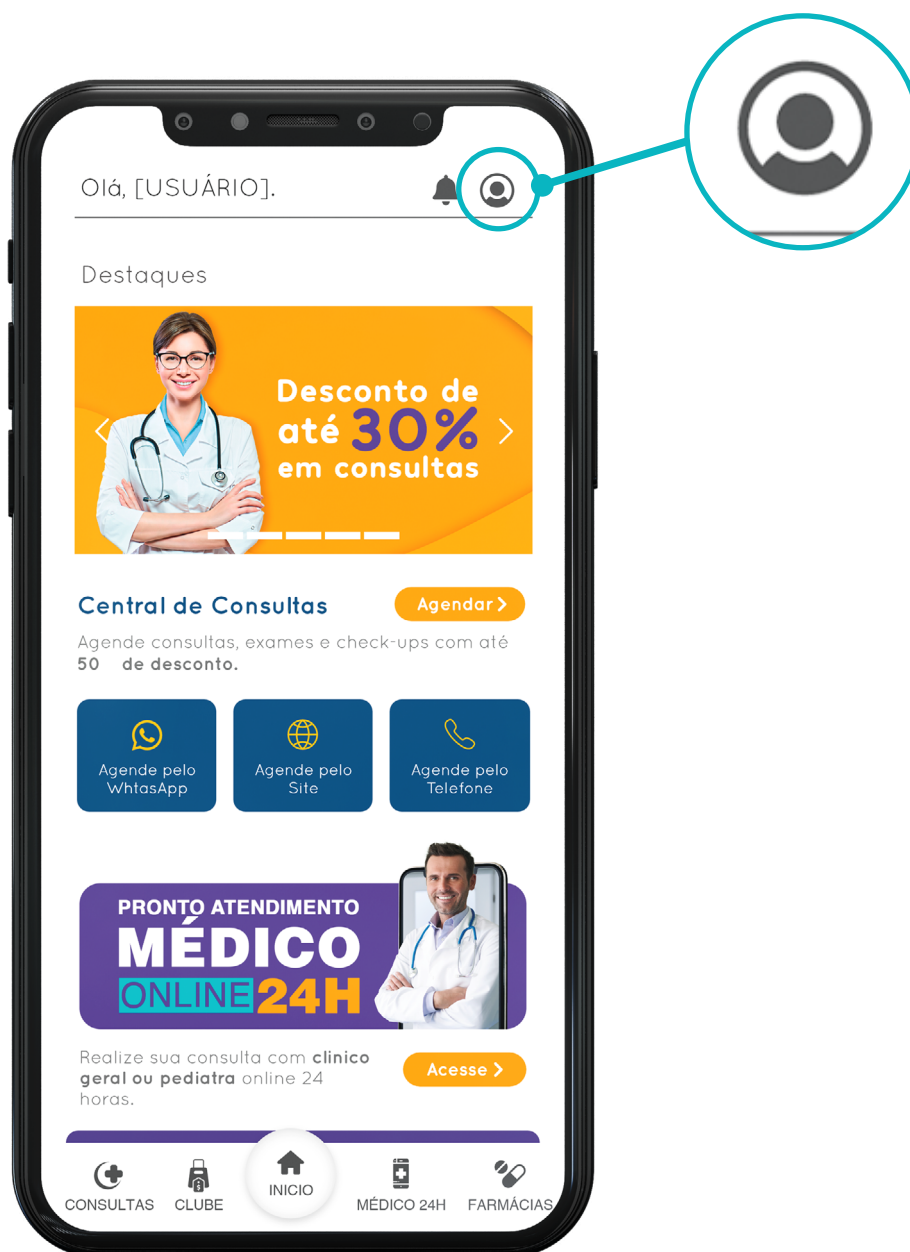 Olá, [USUÁRIO].
Destaques
Desconto de
até 30%
em consultas
Central de Consultas
Agendar
Agende consultas, exames e check-ups com até
50 de desconto.
Agende pelo
WhtasApp
Agende pelo
Site
Agende pelo
Telefone
PRONTO ATENDIMENTO
MÉDICO
ONLINE 24H
Realize sua consulta com clinico
geral ou pediatra online 24
horas.
Acesse
CONSULTAS
CLUBE
INICIO
MÉDICO 24H
FARMÁCIAS